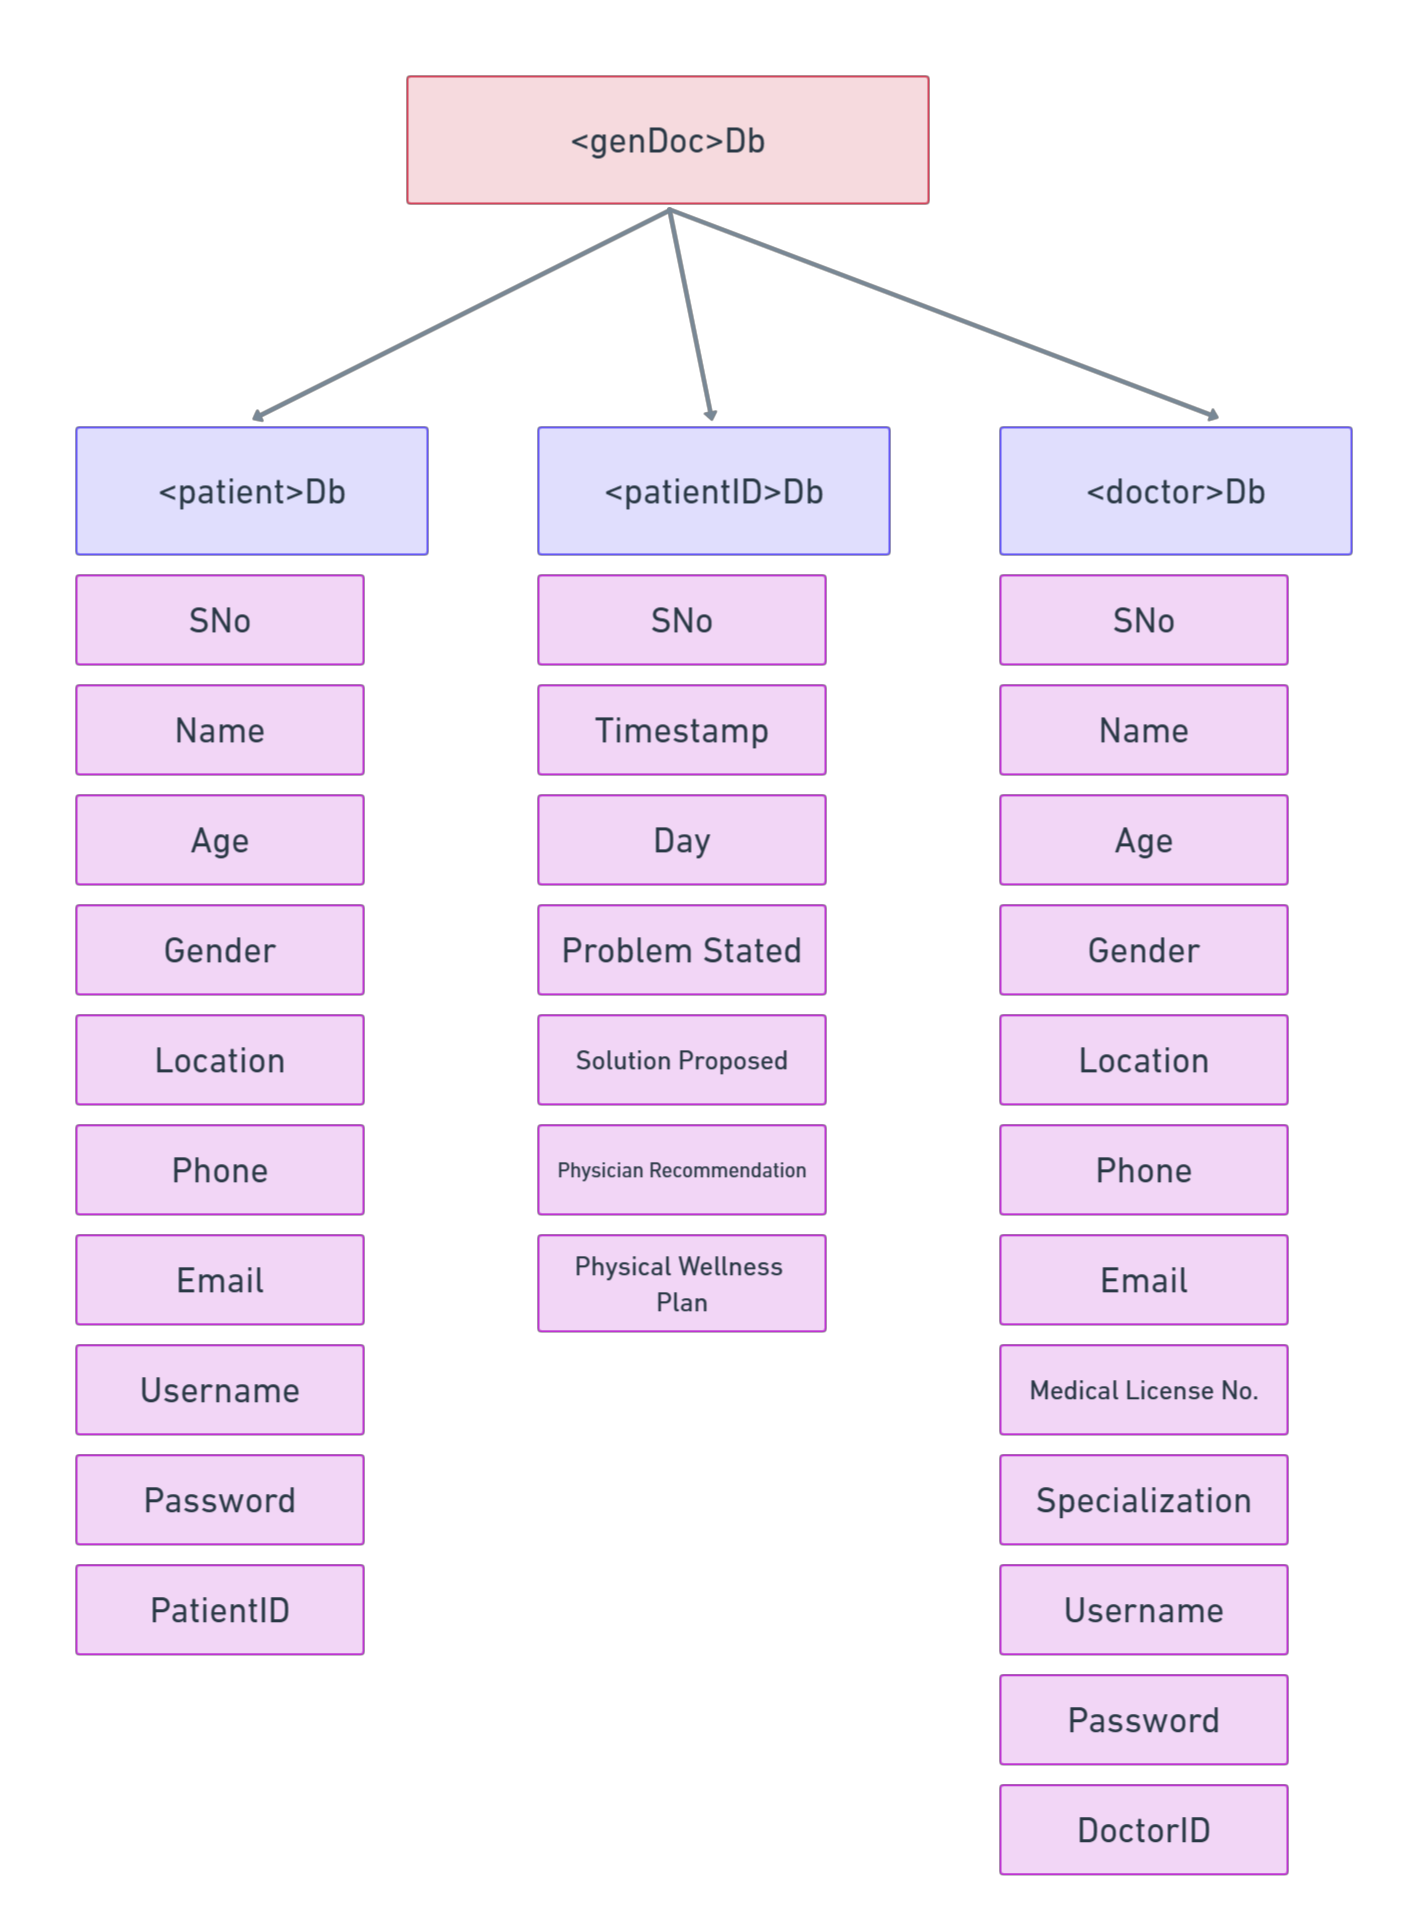 <genDoc>Db
<patient>Db
SNo
Name
Age
Gender
Location
Phone
Email
Username
Password
PatientID
<patientID>Db
SNo
Timestamp
Day
Problem Stated
Solution Proposed
Physician Recommendation
Physical Wellness
Plan
<doctor>Db
SNo
Name
Age
Gender
Location
Phone
Email
Medical License No.
Specialization
Username
Password
DoctorID